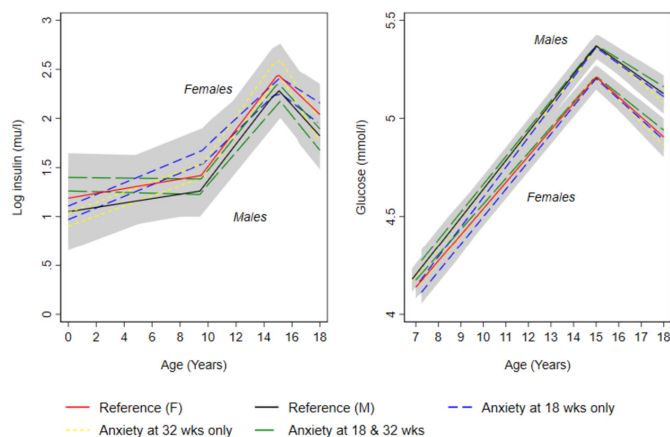 3
2.5
2
1.5
1
.5
0
Log insulin (mu/l)
Females
Males
0 2 4 6 8 10 12 14 16 18
Age (Years)
5.5
5
4.5
4
Glucose (mmol/l)
Males
Females
7 8 9 10 11 12 13 14 15 16 17 18
Age (Years)
Reference (F) Reference (M) Anxiety at 18 wks only
Anxiety at 32 wks only Anxiety at 18 & 32 wks